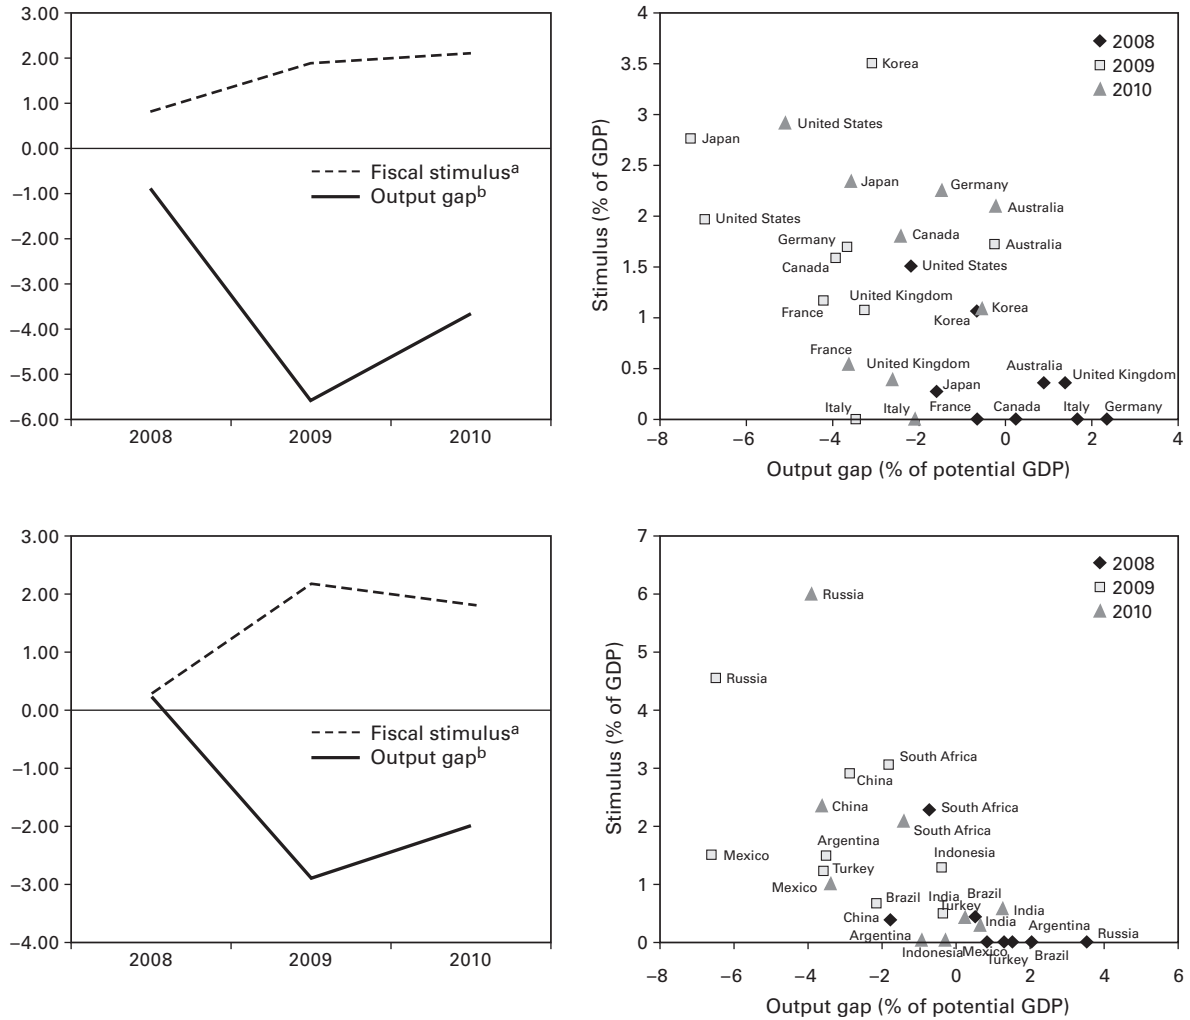 3.00
2.00
1.00
0.00
–1.00
–2.00
–3.00
–4.00
–5.00
–6.00
2008 2009 2010
Fiscal stimulusᵃ
Output gapᵇ
4
3.5
3
2.5
2
1.5
1
0.5
0
–8 –6 –4 –2 0 2 4
Stimulus (% of GDP)
Output gap (% of potential GDP)
2008
2009
2010
Korea
United States
Japan
Japan
Germany
Australia
United States
Canada
Germany
Australia
Canada
United States
United Kingdom
France
Korea
Korea
France
United Kingdom
Australia
United Kingdom
Japan
Italy Italy France Canada Italy Germany
3.00
2.00
1.00
0.00
–1.00
–2.00
–3.00
–4.00
2008 2009 2010
Fiscal stimulusᵃ
Output gapᵇ
7
6
5
4
3
2
1
0
–8 –6 –4 –2 0 2 4 6
Stimulus (% of GDP)
Output gap (% of potential GDP)
2008
2009
2010
Russia
Russia
South Africa
China
China
South Africa
South Africa
Argentina
Indonesia
Mexico
Turkey
Mexico
Brazil India Brazil
Turkey
India
China
India
Argentina
Argentina
Russia
Indonesia Mexico Turkey Brazil